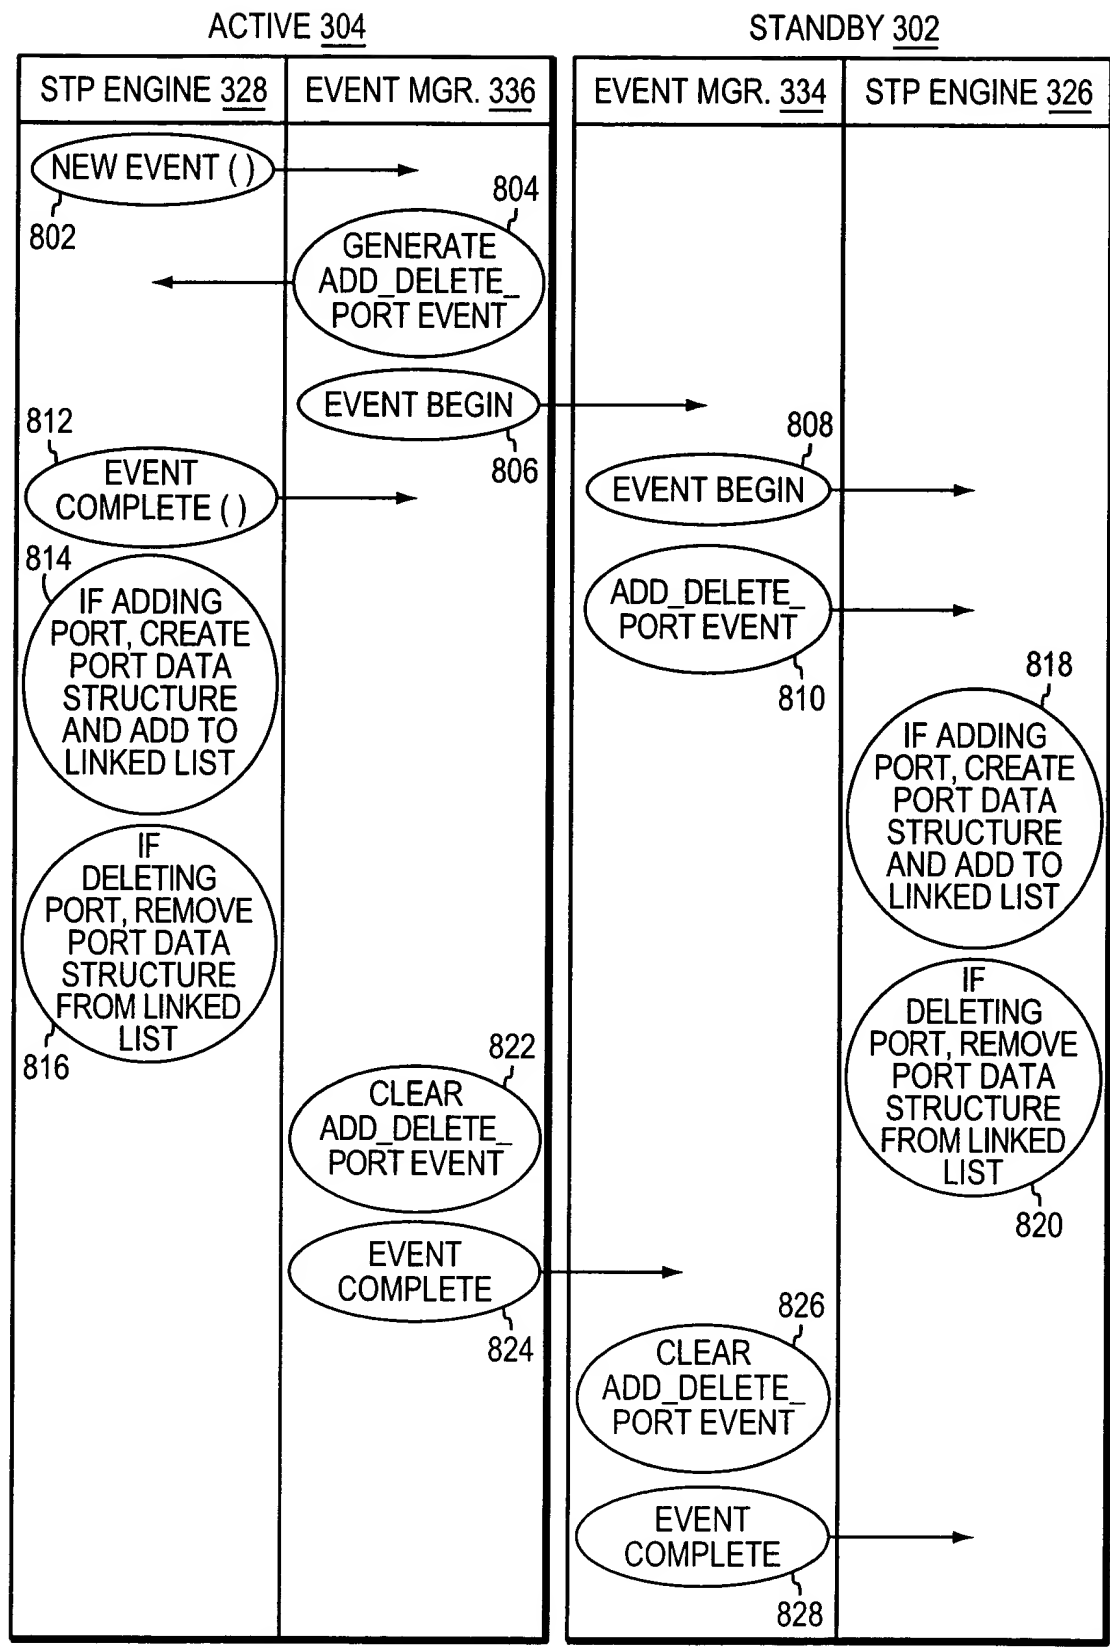 ACTIVE 304
STANDBY 302
STP ENGINE 328
EVENT MGR. 336
EVENT MGR. 334
STP ENGINE 326
NEW EVENT ( )
802
804
GENERATE
ADD_DELETE_
PORT EVENT
EVENT BEGIN
806
808
EVENT BEGIN
812
EVENT
COMPLETE ( )
ADD_DELETE_
PORT EVENT
810
814
IF ADDING
PORT, CREATE
PORT DATA
STRUCTURE
AND ADD TO
LINKED LIST
818
IF ADDING
PORT, CREATE
PORT DATA
STRUCTURE
AND ADD TO
LINKED LIST
IF
DELETING
PORT, REMOVE
PORT DATA
STRUCTURE
FROM LINKED
LIST
816
IF
DELETING
PORT, REMOVE
PORT DATA
STRUCTURE
FROM LINKED
LIST
820
822
CLEAR
ADD_DELETE_
PORT EVENT
EVENT
COMPLETE
824
826
CLEAR
ADD_DELETE_
PORT EVENT
EVENT
COMPLETE
828